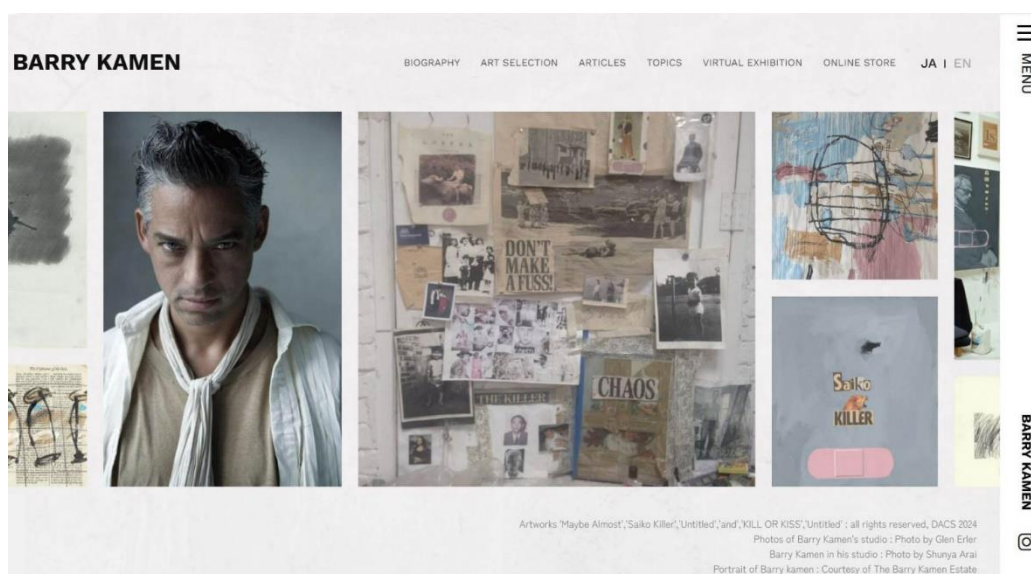 BARRY KAMEN
BIOGRAPHY ART SELECTION ARTICLES TOPICS VIRTUAL EXHIBITION ONLINE STORE JA | EN
MENU
DON'T
MAKE
A FUSS!
THE KILLER
CHAOS
Saiko
KILLER
BARRY KAMEN
Artworks 'Maybe Almost','Saiko Killer','Untitled','and','KILL OR KISS','Untitled' : all rights reserved, DACS 2024
Photos of Barry Kamen's studio : Photo by Glen Erler
Barry Kamen in his studio : Photo by Shunya Arai
Portrait of Barry kamen : Courtesy of The Barry Kamen Estate